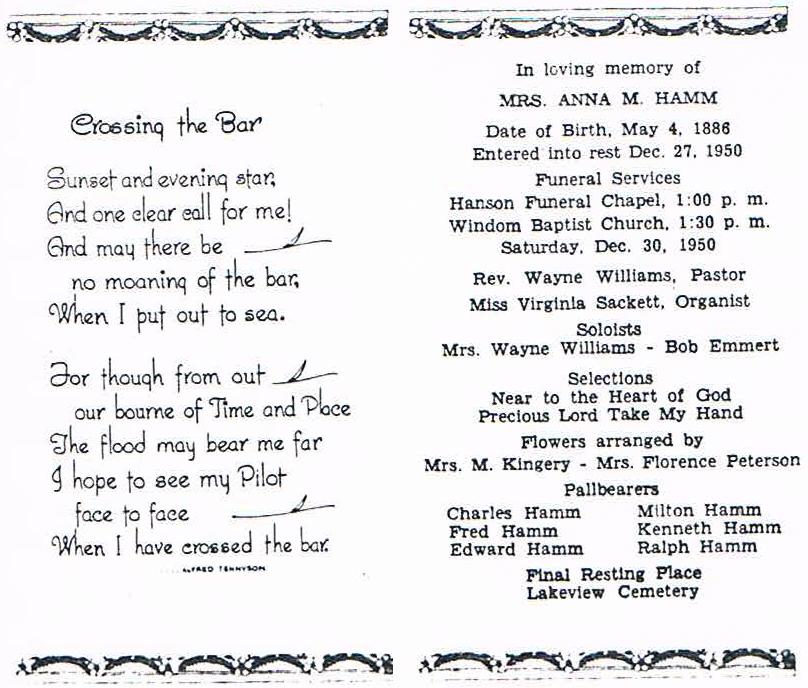 Crossing the Bar
Sunset and evening star,
And one clear call for me!
And may there be
no moaning of the bar,
When I put out to sea.
For though from out
our bourne of Time and Place
The flood may bear me far
I hope to see my Pilot
face to face
When I have crossed the bar.
ALFRED TENNYSON
In loving memory of
MRS. ANNA M. HAMM
Date of Birth, May 4, 1886
Entered into rest Dec. 27, 1950
Funeral Services
Hanson Funeral Chapel, 1:00 p. m.
Windom Baptist Church, 1:30 p. m.
Saturday, Dec. 30, 1950
Rev. Wayne Williams, Pastor
Miss Virginia Sackett, Organist
Soloists
Mrs. Wayne Williams - Bob Emmert
Selections
Near to the Heart of God
Precious Lord Take My Hand
Flowers arranged by
Mrs. M. Kingery - Mrs. Florence Peterson
Pallbearers
Charles Hamm Milton Hamm
Fred Hamm Kenneth Hamm
Edward Hamm Ralph Hamm
Final Resting Place
Lakeview Cemetery